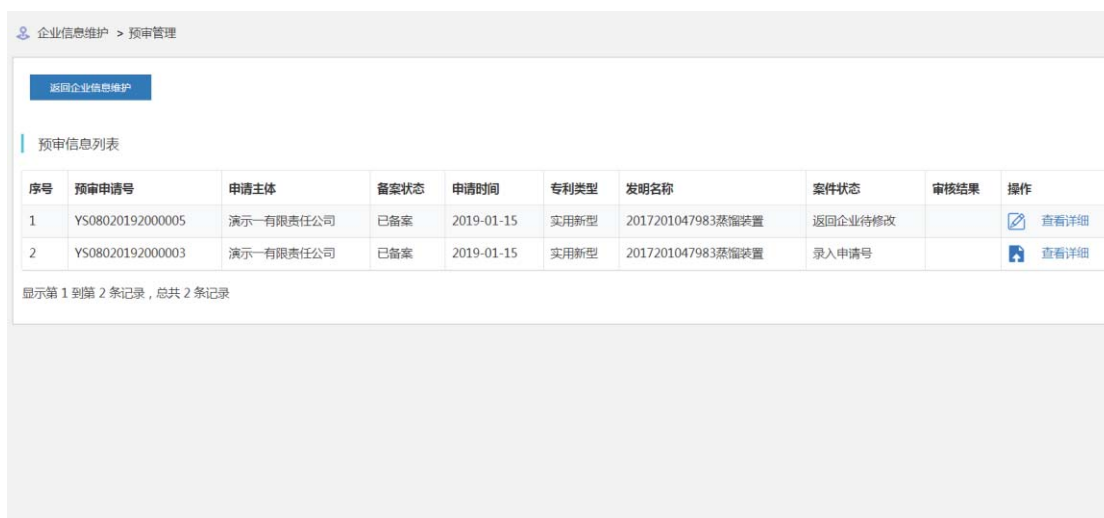 企业信息维护 > 预审管理
返回企业信息维护
预审信息列表
序号 预审申请号 申请主体 备案状态 申请时间 专利类型 发明名称 案件状态 审核结果 操作
1 YS08020192000005 演示一有限责任公司 已备案 2019-01-15 实用新型 2017201047983蒸馏装置 返回企业待修改 查看详细
2 YS08020192000003 演示一有限责任公司 已备案 2019-01-15 实用新型 2017201047983蒸馏装置 录入申请号 查看详细
显示第 1 到第 2 条记录，总共 2 条记录